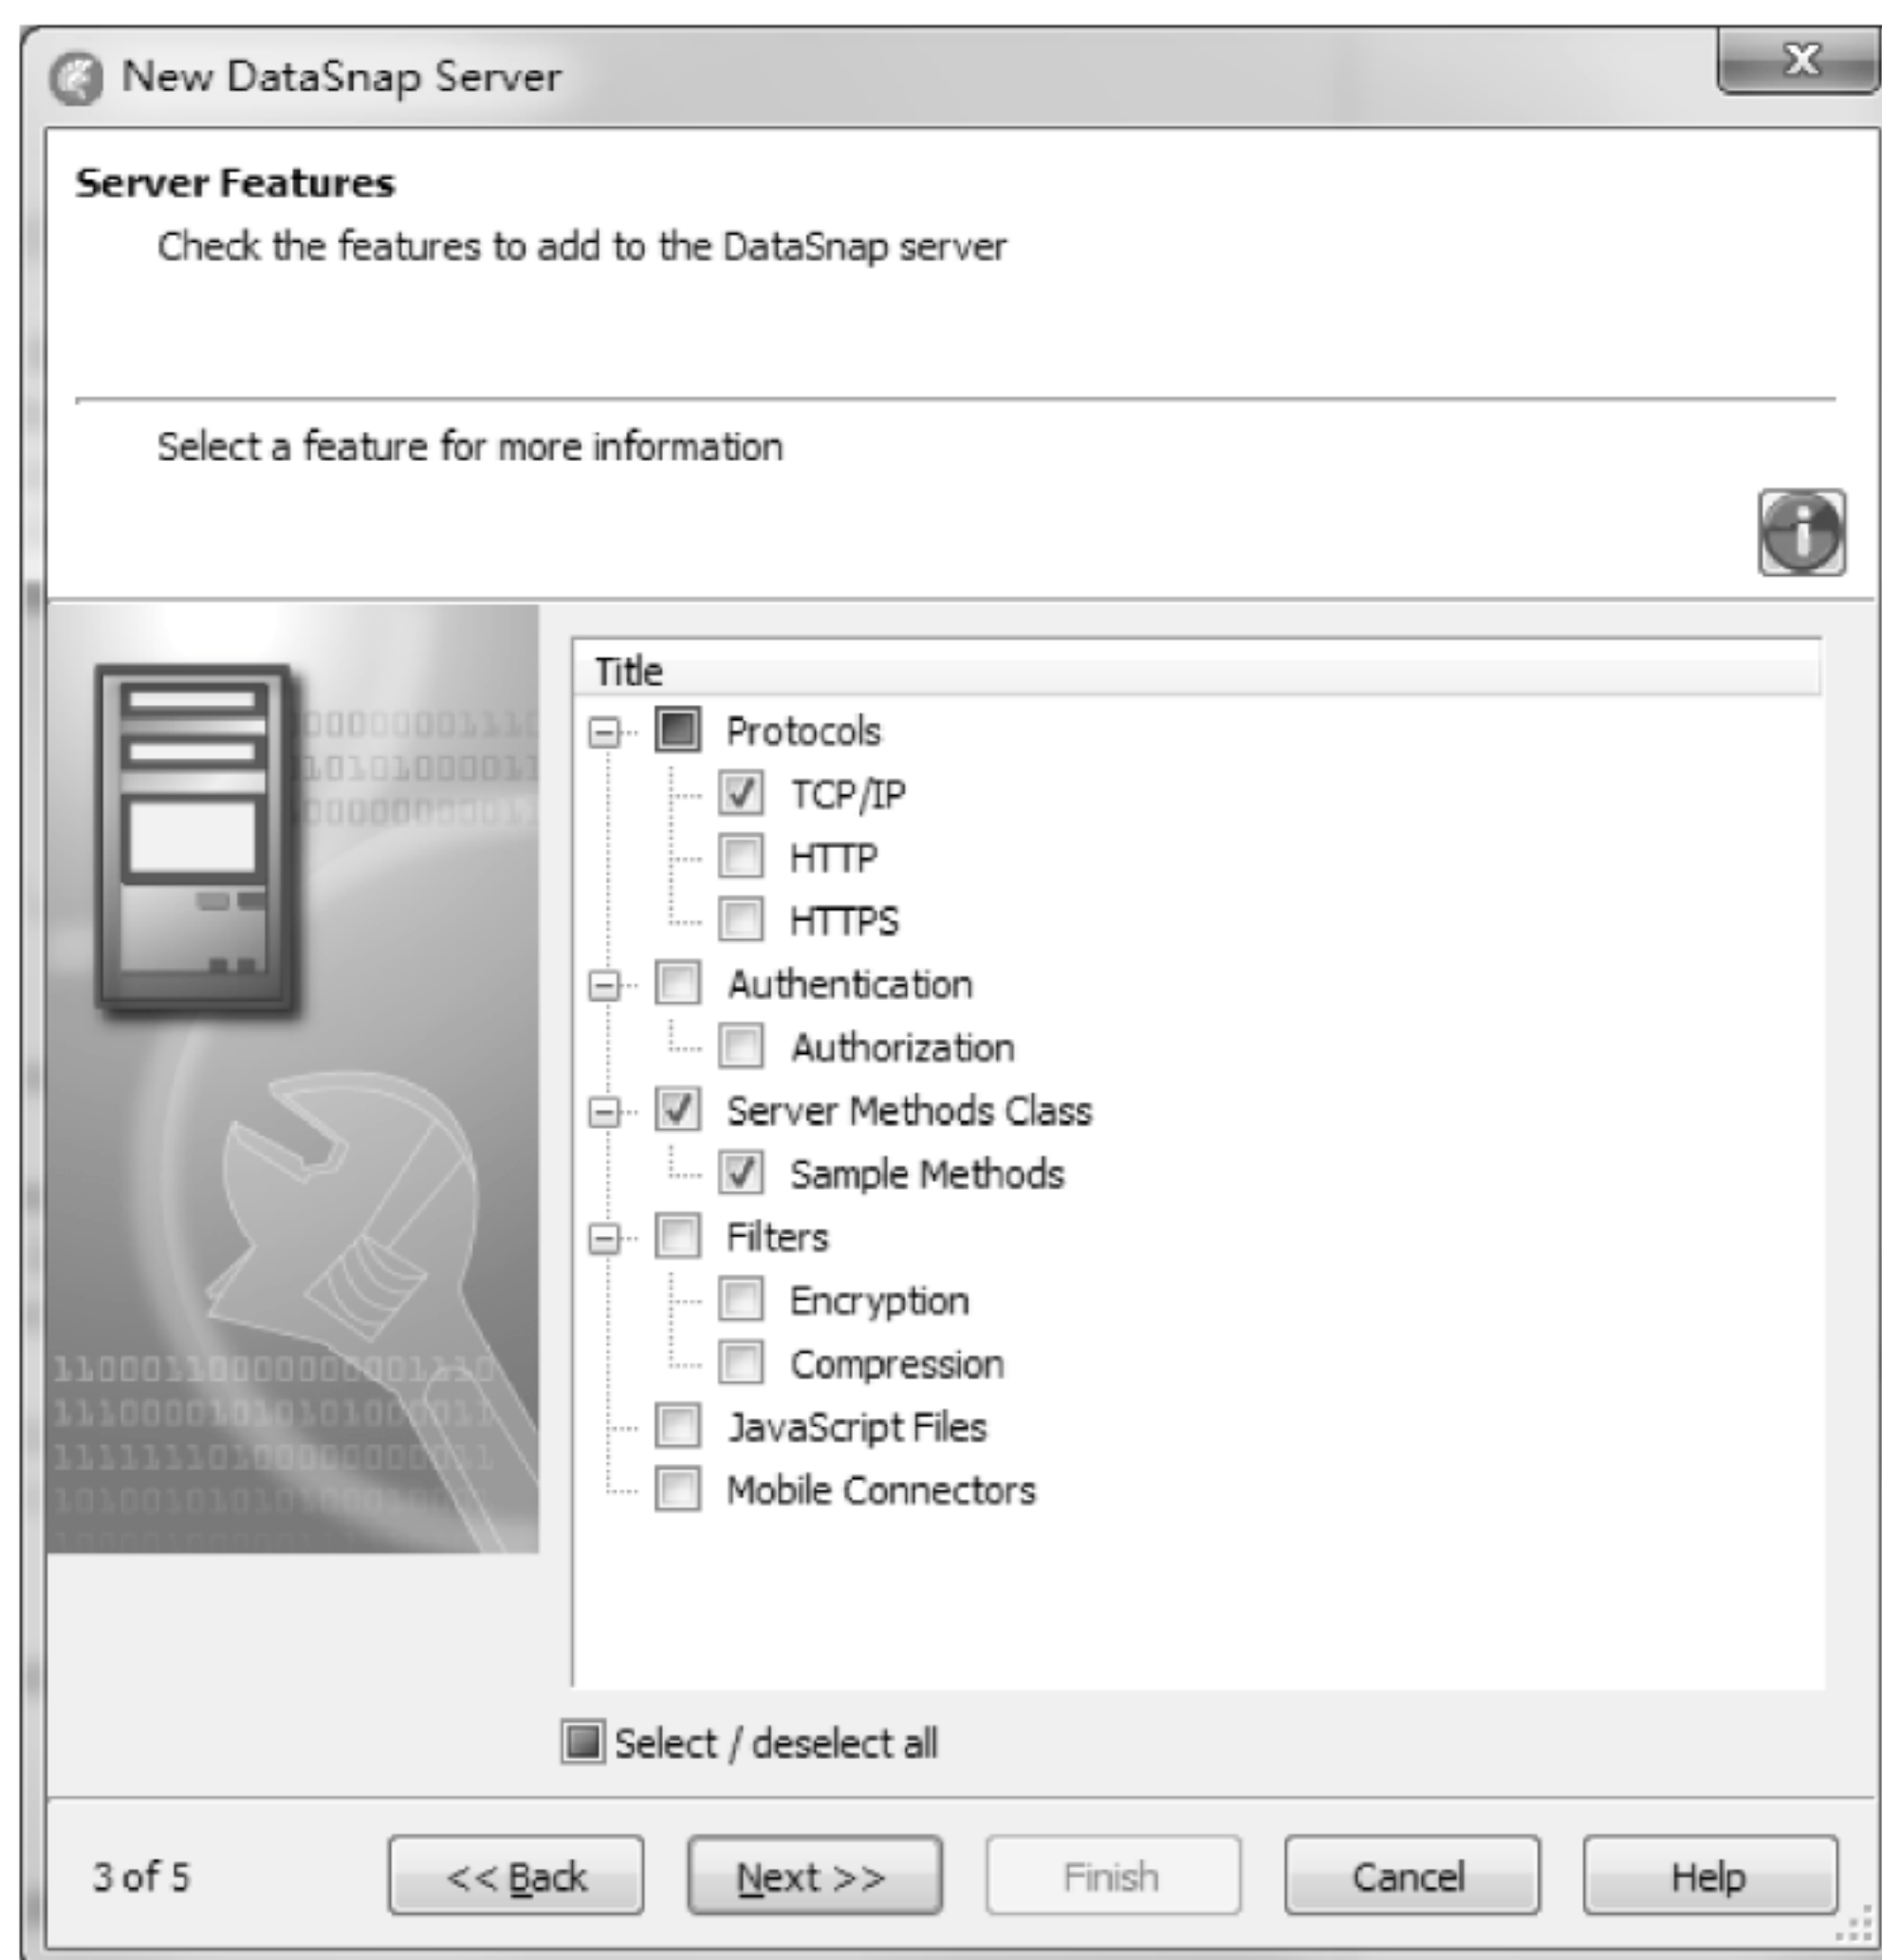 New DataSnap Server
Server Features
Check the features to add to the DataSnap server
Select a feature for more information
Title
Protocols
TCP/IP
HTTP
HTTPS
Authentication
Authorization
Server Methods Class
Sample Methods
Filters
Encryption
Compression
JavaScript Files
Mobile Connectors
Select / deselect all
3 of 5
<< Back
Next >>
Finish
Cancel
Help